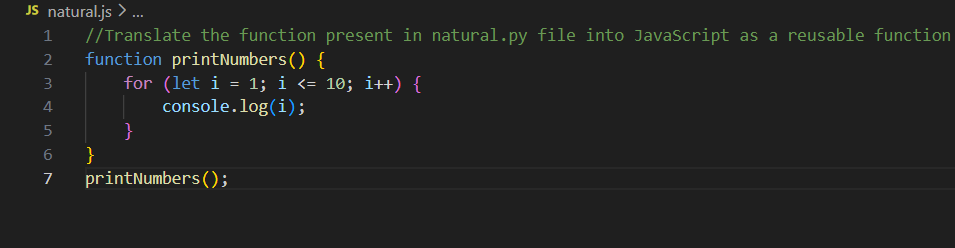 JS natural.js > ...
1 //Translate the function present in natural.py file into JavaScript as a reusable function
2 function printNumbers() {
3     for (let i = 1; i <= 10; i++) {
4         console.log(i);
5     }
6 }
7 printNumbers();